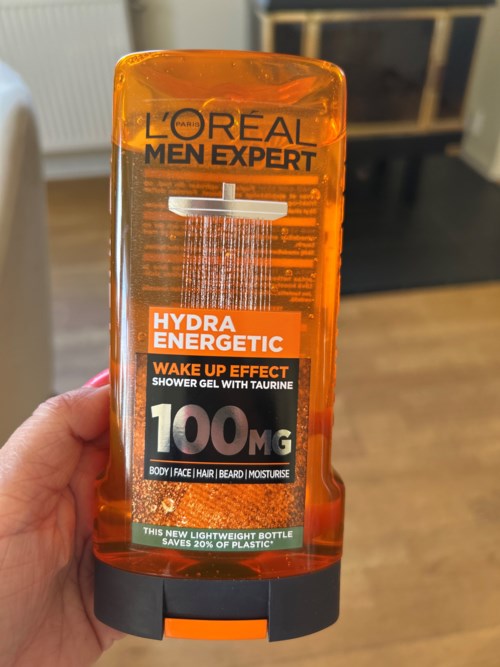 L'ORÉAL
PARIS
MEN EXPERT
HYDRA
ENERGETIC
WAKE UP EFFECT
SHOWER GEL WITH TAURINE
100MG
BODY | FACE | HAIR | BEARD | MOISTURISE
THIS NEW LIGHTWEIGHT BOTTLE
SAVES 20% OF PLASTIC*